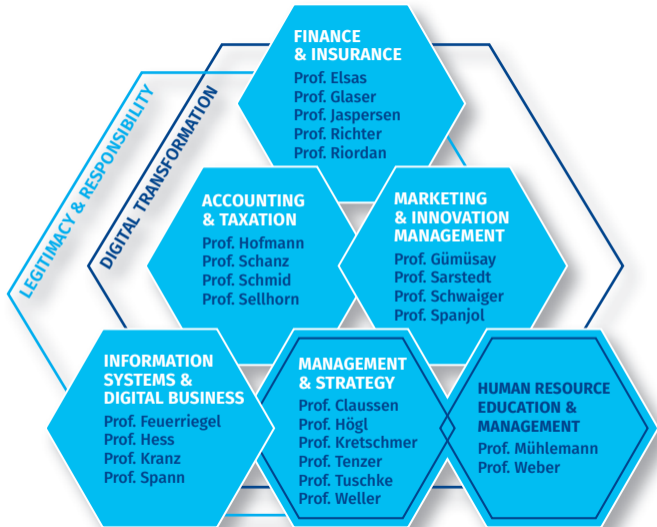 FINANCE
& INSURANCE
Prof. Elsas
Prof. Glaser
Prof. Jaspersen
Prof. Richter
Prof. Riordan
LEGITIMACY & RESPONSIBILITY
DIGITAL TRANSFORMATION
ACCOUNTING
& TAXATION
Prof. Hofmann
Prof. Schanz
Prof. Schmid
Prof. Sellhorn
MARKETING
& INNOVATION
MANAGEMENT
Prof. Gümüsay
Prof. Sarstedt
Prof. Schwaiger
Prof. Spanjol
INFORMATION
SYSTEMS &
DIGITAL BUSINESS
Prof. Feuerriegel
Prof. Hess
Prof. Kranz
Prof. Spann
MANAGEMENT
& STRATEGY
Prof. Claussen
Prof. Högl
Prof. Kretschmer
Prof. Tenzer
Prof. Tuschke
Prof. Weller
HUMAN RESOURCE
EDUCATION &
MANAGEMENT
Prof. Mühlemann
Prof. Weber